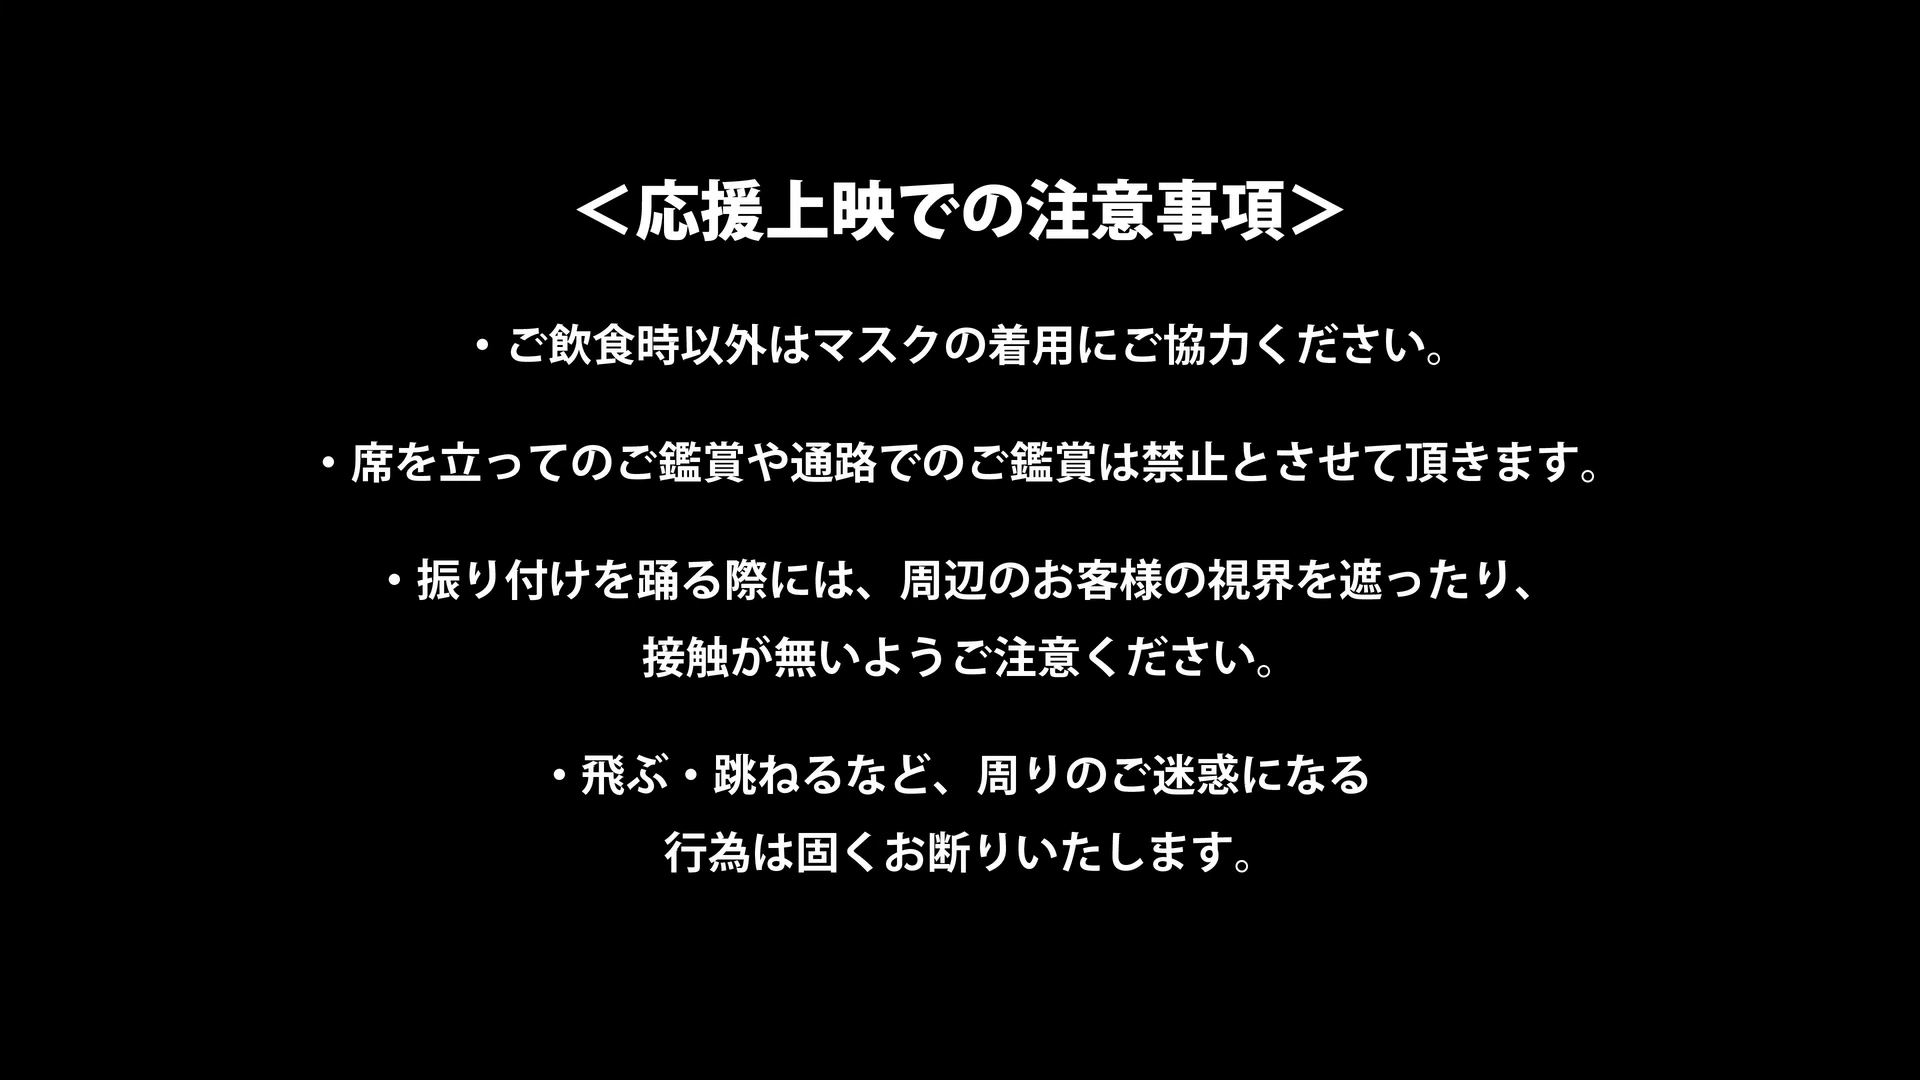 ＜応援上映での注意事項＞
・ご飲食時以外はマスクの着用にご協力ください。
・席を立ってのご鑑賞や通路でのご鑑賞は禁止とさせて頂きます。
・振り付けを踊る際には、周辺のお客様の視界を遮ったり、
接触が無いようご注意ください。
・飛ぶ・跳ねるなど、周りのご迷惑になる
行為は固くお断りいたします。